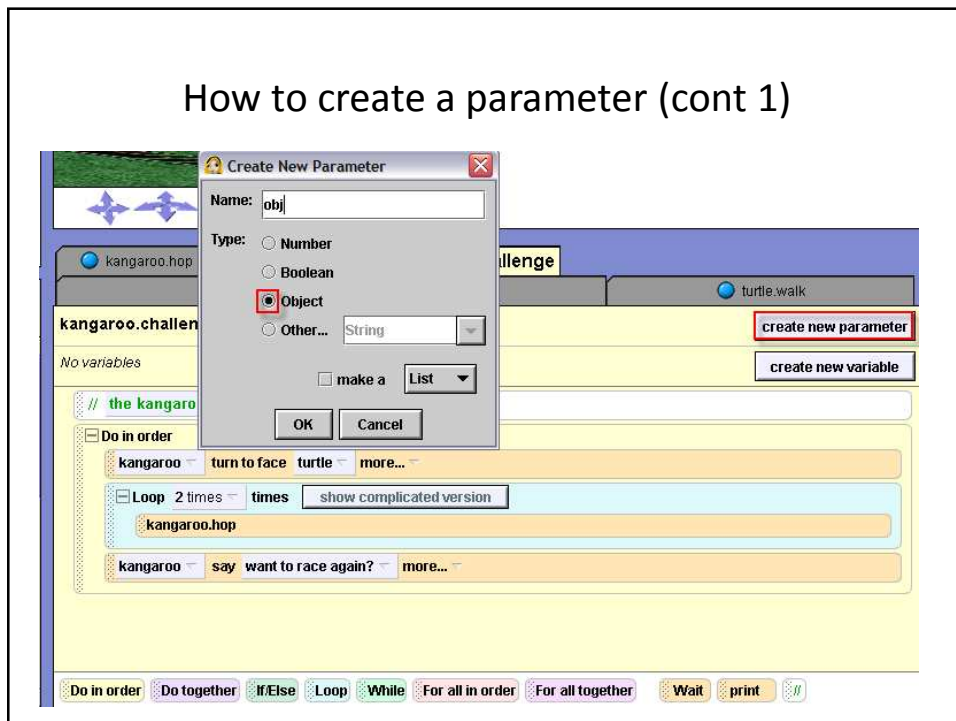 How to create a parameter (cont 1)
Create New Parameter
Name: obj
Type: Number
Boolean
Object
Other... String
make a List
OK Cancel
kangaroo.hop
allenge
turtle.walk
kangaroo.challen
create new parameter
No variables
create new variable
// the kangaro
Do in order
kangaroo turn to face turtle more...
Loop 2 times times show complicated version
kangaroo.hop
kangaroo say want to race again? more...
Do in order Do together If/Else Loop While For all in order For all together Wait print //